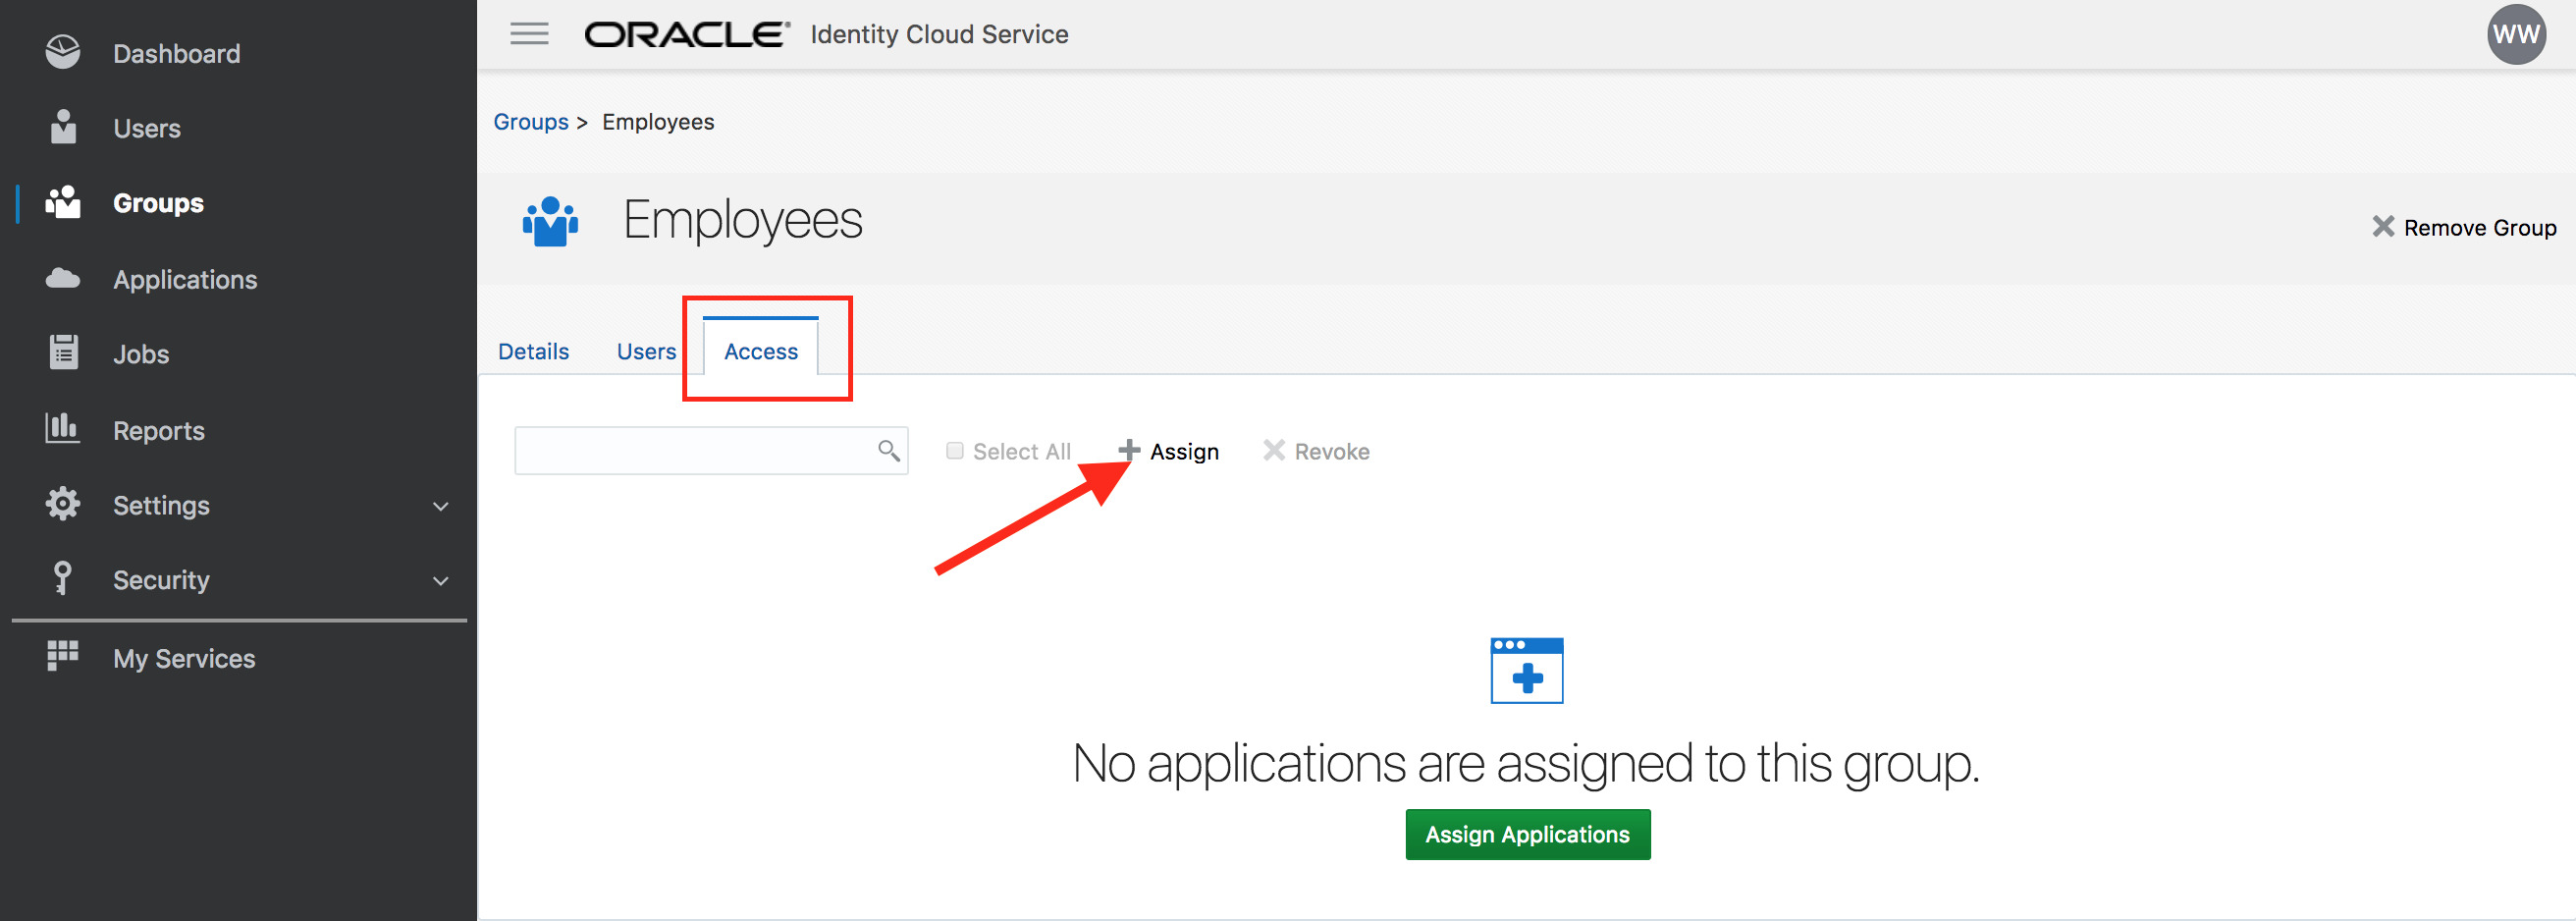 Dashboard
Users
Groups
Applications
Jobs
Reports
Settings
Security
My Services
ORACLE® Identity Cloud Service
WW
Groups > Employees
Employees
Remove Group
Details Users Access
Select All Assign Revoke
No applications are assigned to this group.
Assign Applications